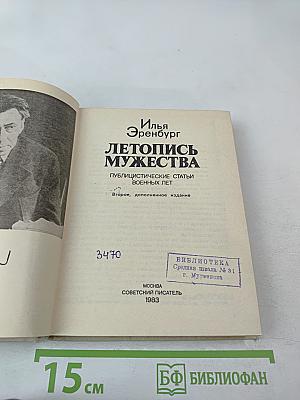 Илья
Эренбург
ЛЕТОПИСЬ
МУЖЕСТВА
ПУБЛИЦИСТИЧЕСКИЕ СТАТЬИ
ВОЕННЫХ ЛЕТ
Второе, дополненное издание
3470
БИБЛИОТЕКА
Средняя школа № 31
г.
МОСКВА
СОВЕТСКИЙ ПИСАТЕЛЬ
1983
15 СМ
БФ БИБЛИОФАН